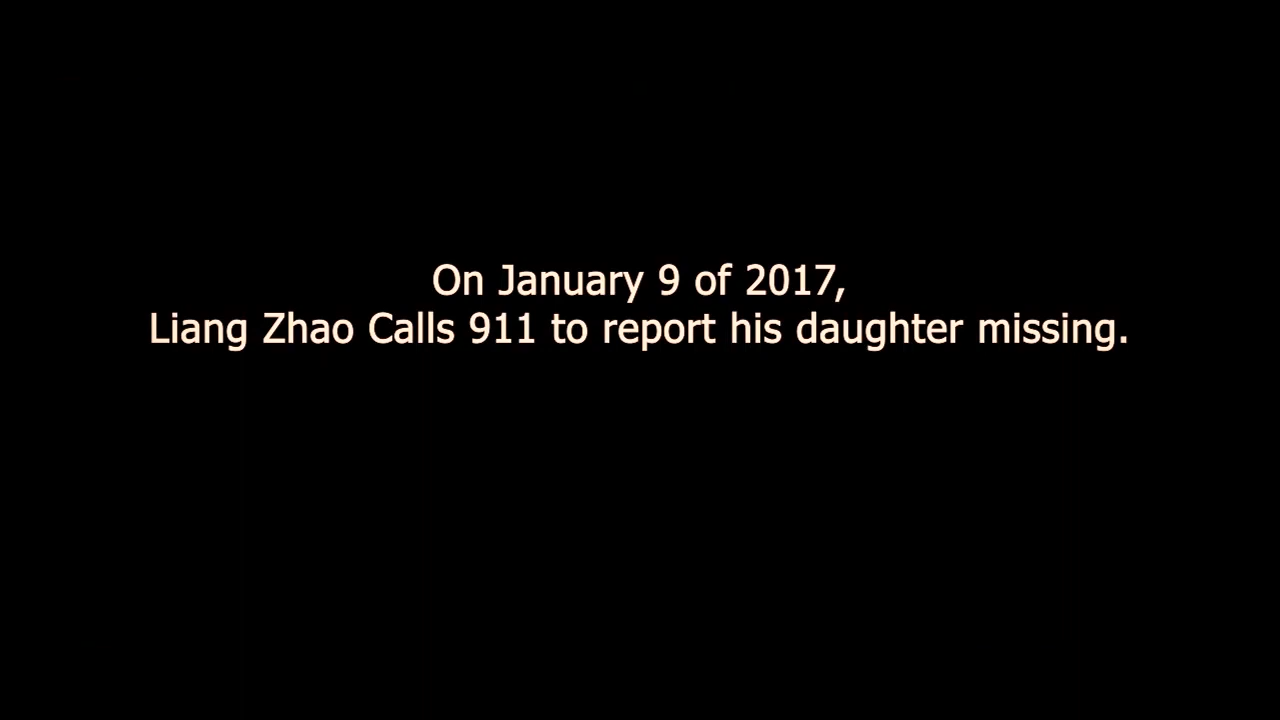 On January 9 of 2017,
Liang Zhao Calls 911 to report his daughter missing.